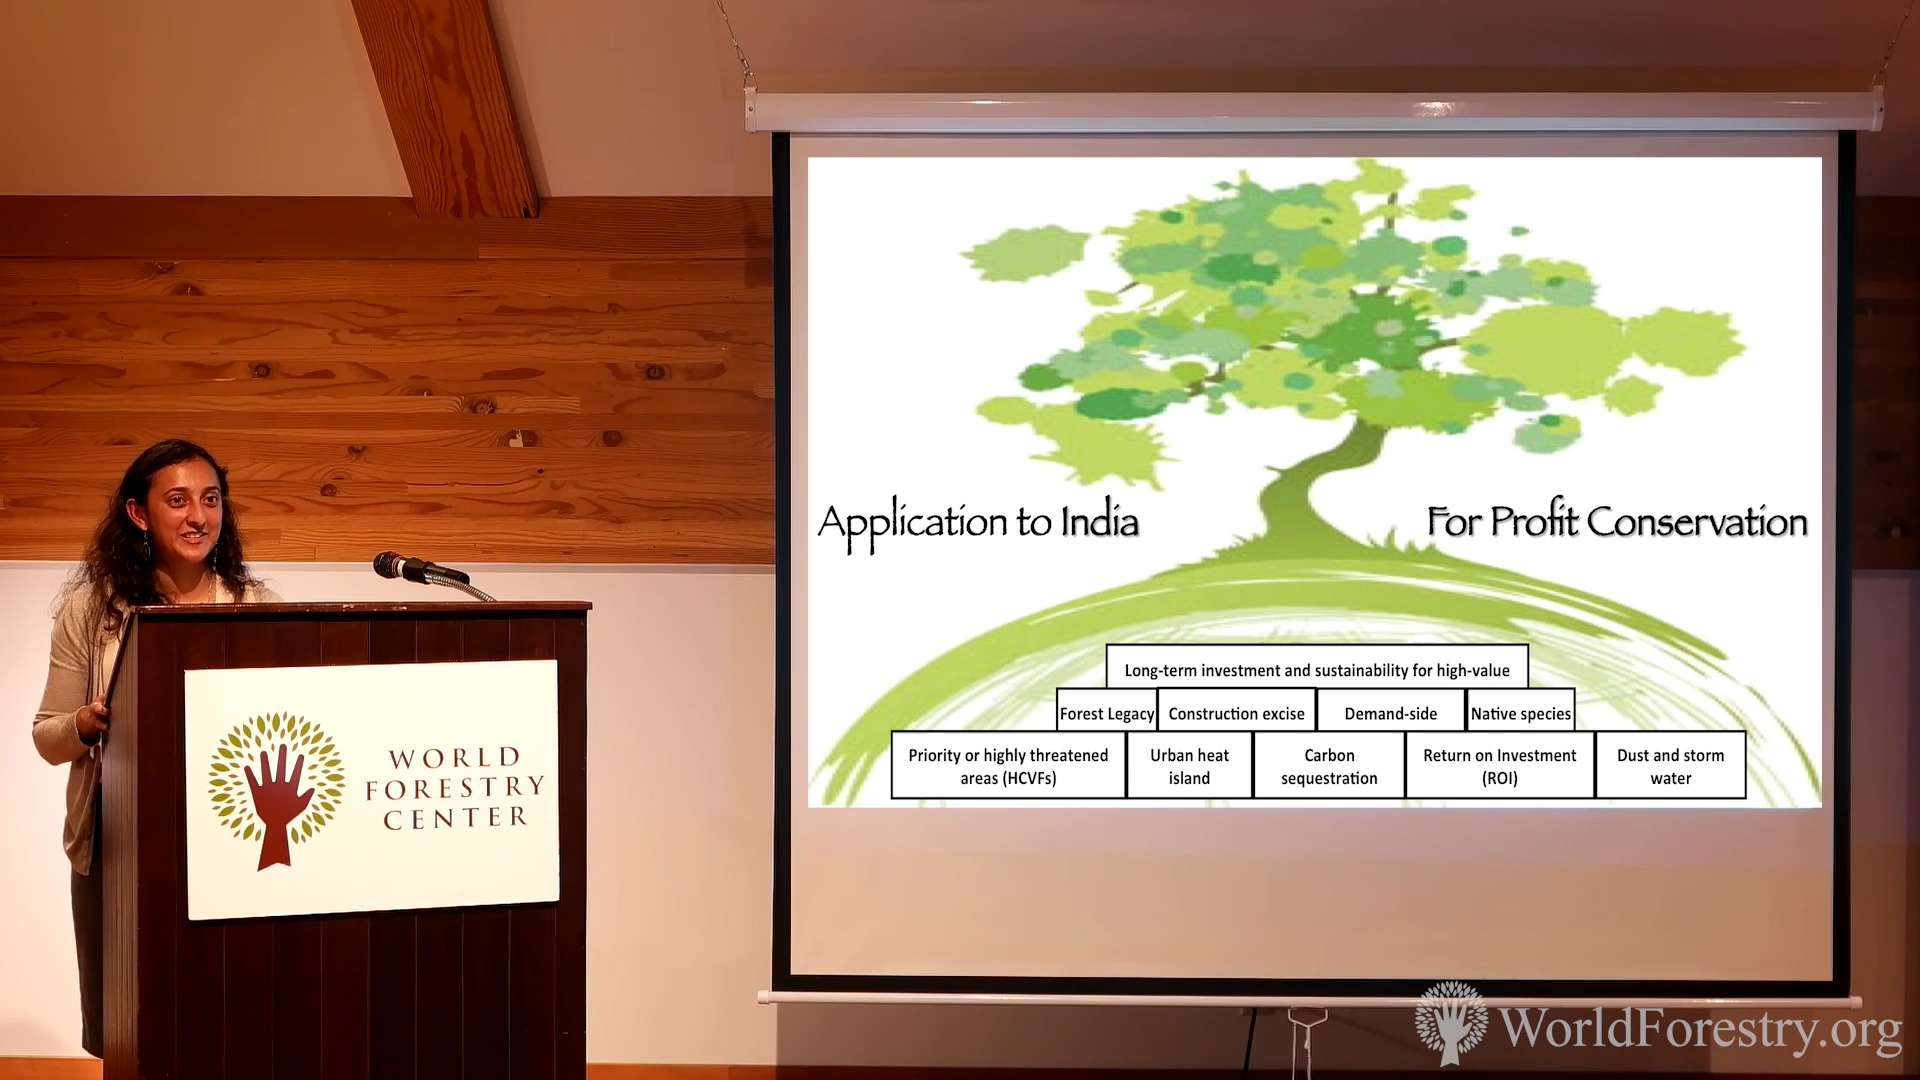 Application to India
For Profit Conservation
Long-term investment and sustainability for high-value
Forest Legacy
Construction excise
Demand-side
Native species
Priority or highly threatened
areas (HCVFs)
Urban heat
island
Carbon
sequestration
Return on Investment
(ROI)
Dust and storm
water
WORLD
FORESTRY
CENTER
WorldForestry.org